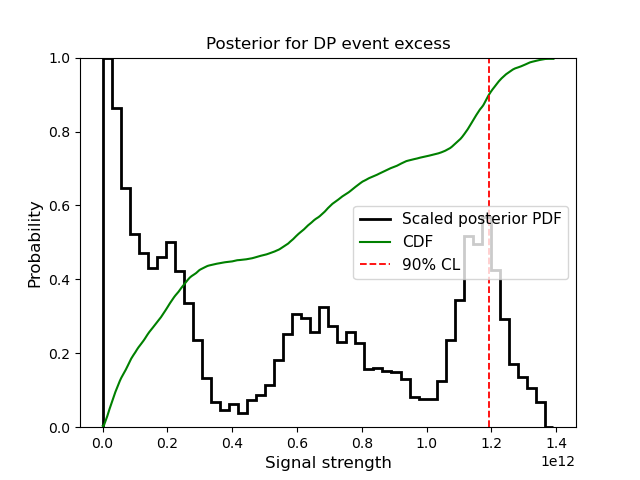 Posterior for DP event excess
Probability
1.0
0.8
0.6
0.4
0.2
0.0
Scaled posterior PDF
CDF
90% CL
0.0 0.2 0.4 0.6 0.8 1.0 1.2 1.4
1e12
Signal strength